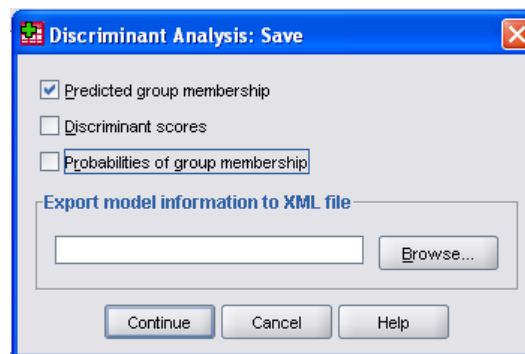 Discriminant Analysis: Save
Predicted group membership
Discriminant scores
Probabilities of group membership
Export model information to XML file
Browse...
Continue Cancel Help